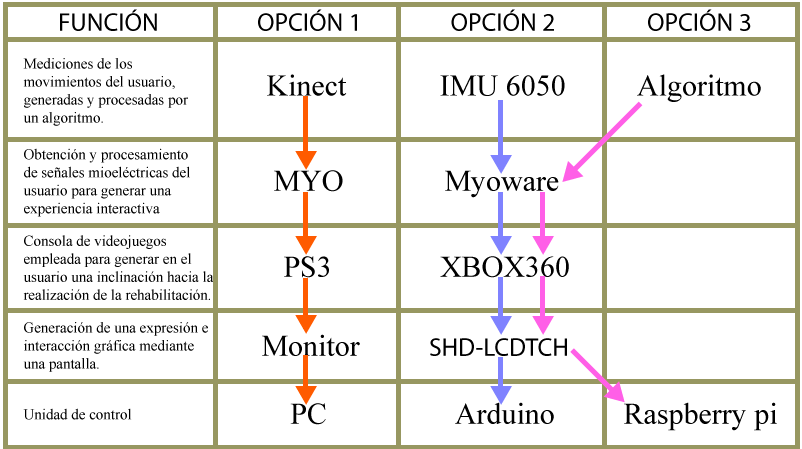 FUNCIÓN OPCIÓN 1 OPCIÓN 2 OPCIÓN 3
Mediciones de los
movimientos del usuario,
generadas y procesadas por
un algoritmo.
Kinect IMU 6050 Algoritmo
Obtención y procesamiento
de señales mioeléctricas del
usuario para generar una
experiencia interactiva
MYO Myoware
Consola de videojuegos
empleada para generar en el
usuario una inclinación hacia la
realización de la rehabilitación.
PS3 XBOX360
Generación de una expresión e
interacción gráfica mediante
una pantalla.
Monitor SHD-LCDTCH
Unidad de control PC Arduino Raspberry pi